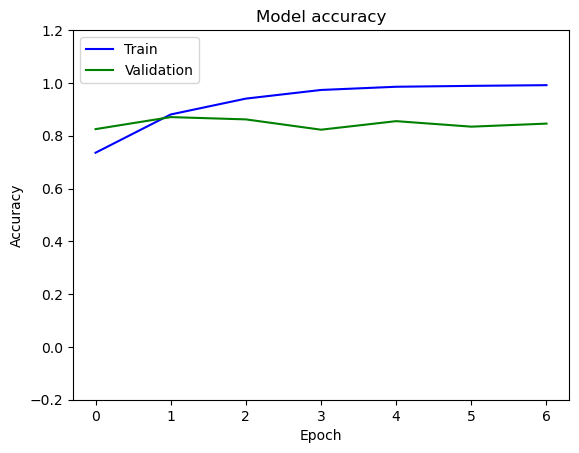 Model accuracy
Train
Validation
1.2
1.0
0.8
0.6
0.4
0.2
0.0
−0.2
Accuracy
0 1 2 3 4 5 6
Epoch